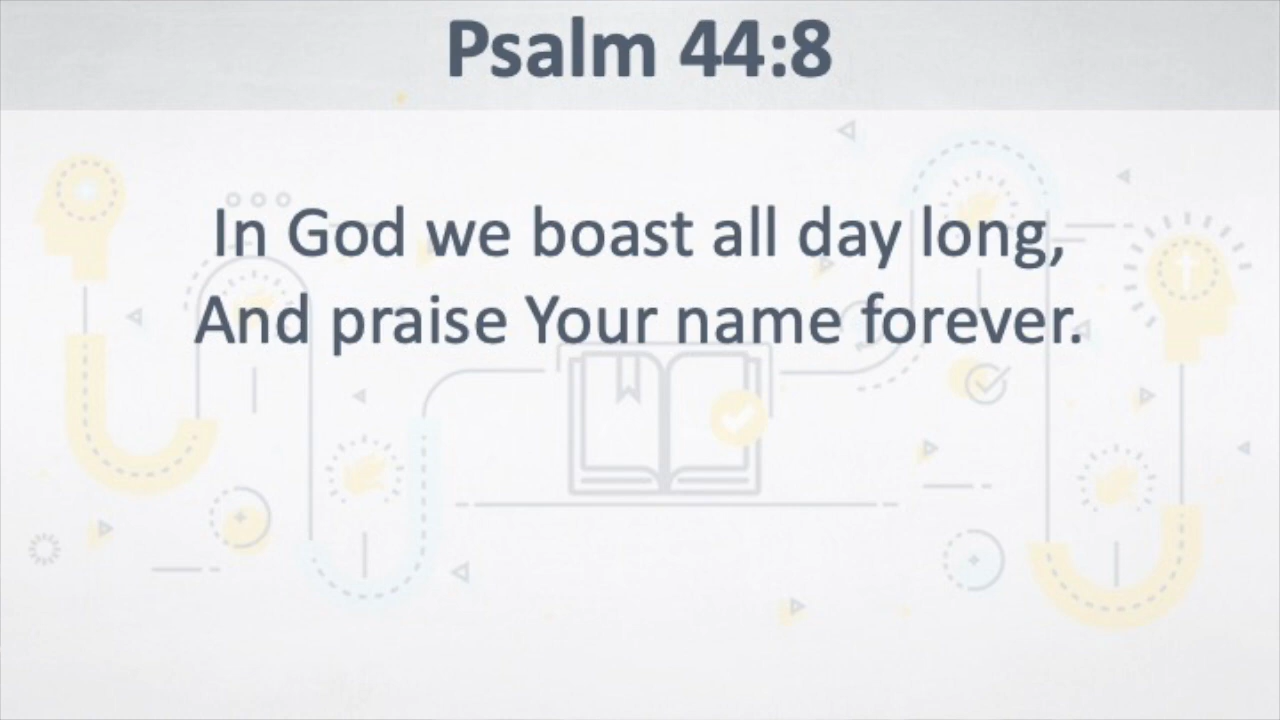 Psalm 44:8
In God we boast all day long,
And praise Your name forever.